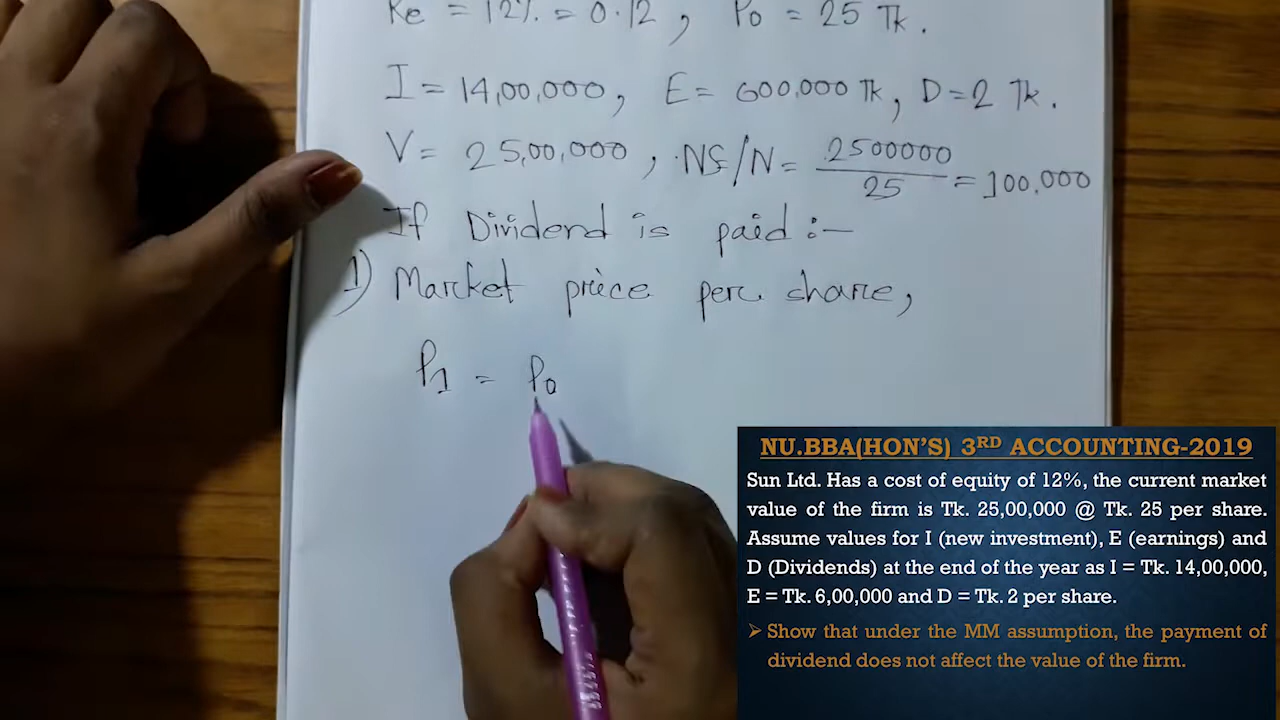 Ke = 12% = 0.12 , P0 = 25 Tk.
I = 14,00,000, E = 600,000 Tk, D = 2 Tk.
V = 25,00,000 , NS/N = 2500000 / 25 = 100,000
If Dividend is paid :-
1) Market price per share,
P1 = P0
NU.BBA(HON'S) 3RD ACCOUNTING-2019
Sun Ltd. Has a cost of equity of 12%, the current market
value of the firm is Tk. 25,00,000 @ Tk. 25 per share.
Assume values for I (new investment), E (earnings) and
D (Dividends) at the end of the year as I = Tk. 14,00,000,
E = Tk. 6,00,000 and D = Tk. 2 per share.
➢ Show that under the MM assumption, the payment of
dividend does not affect the value of the firm.